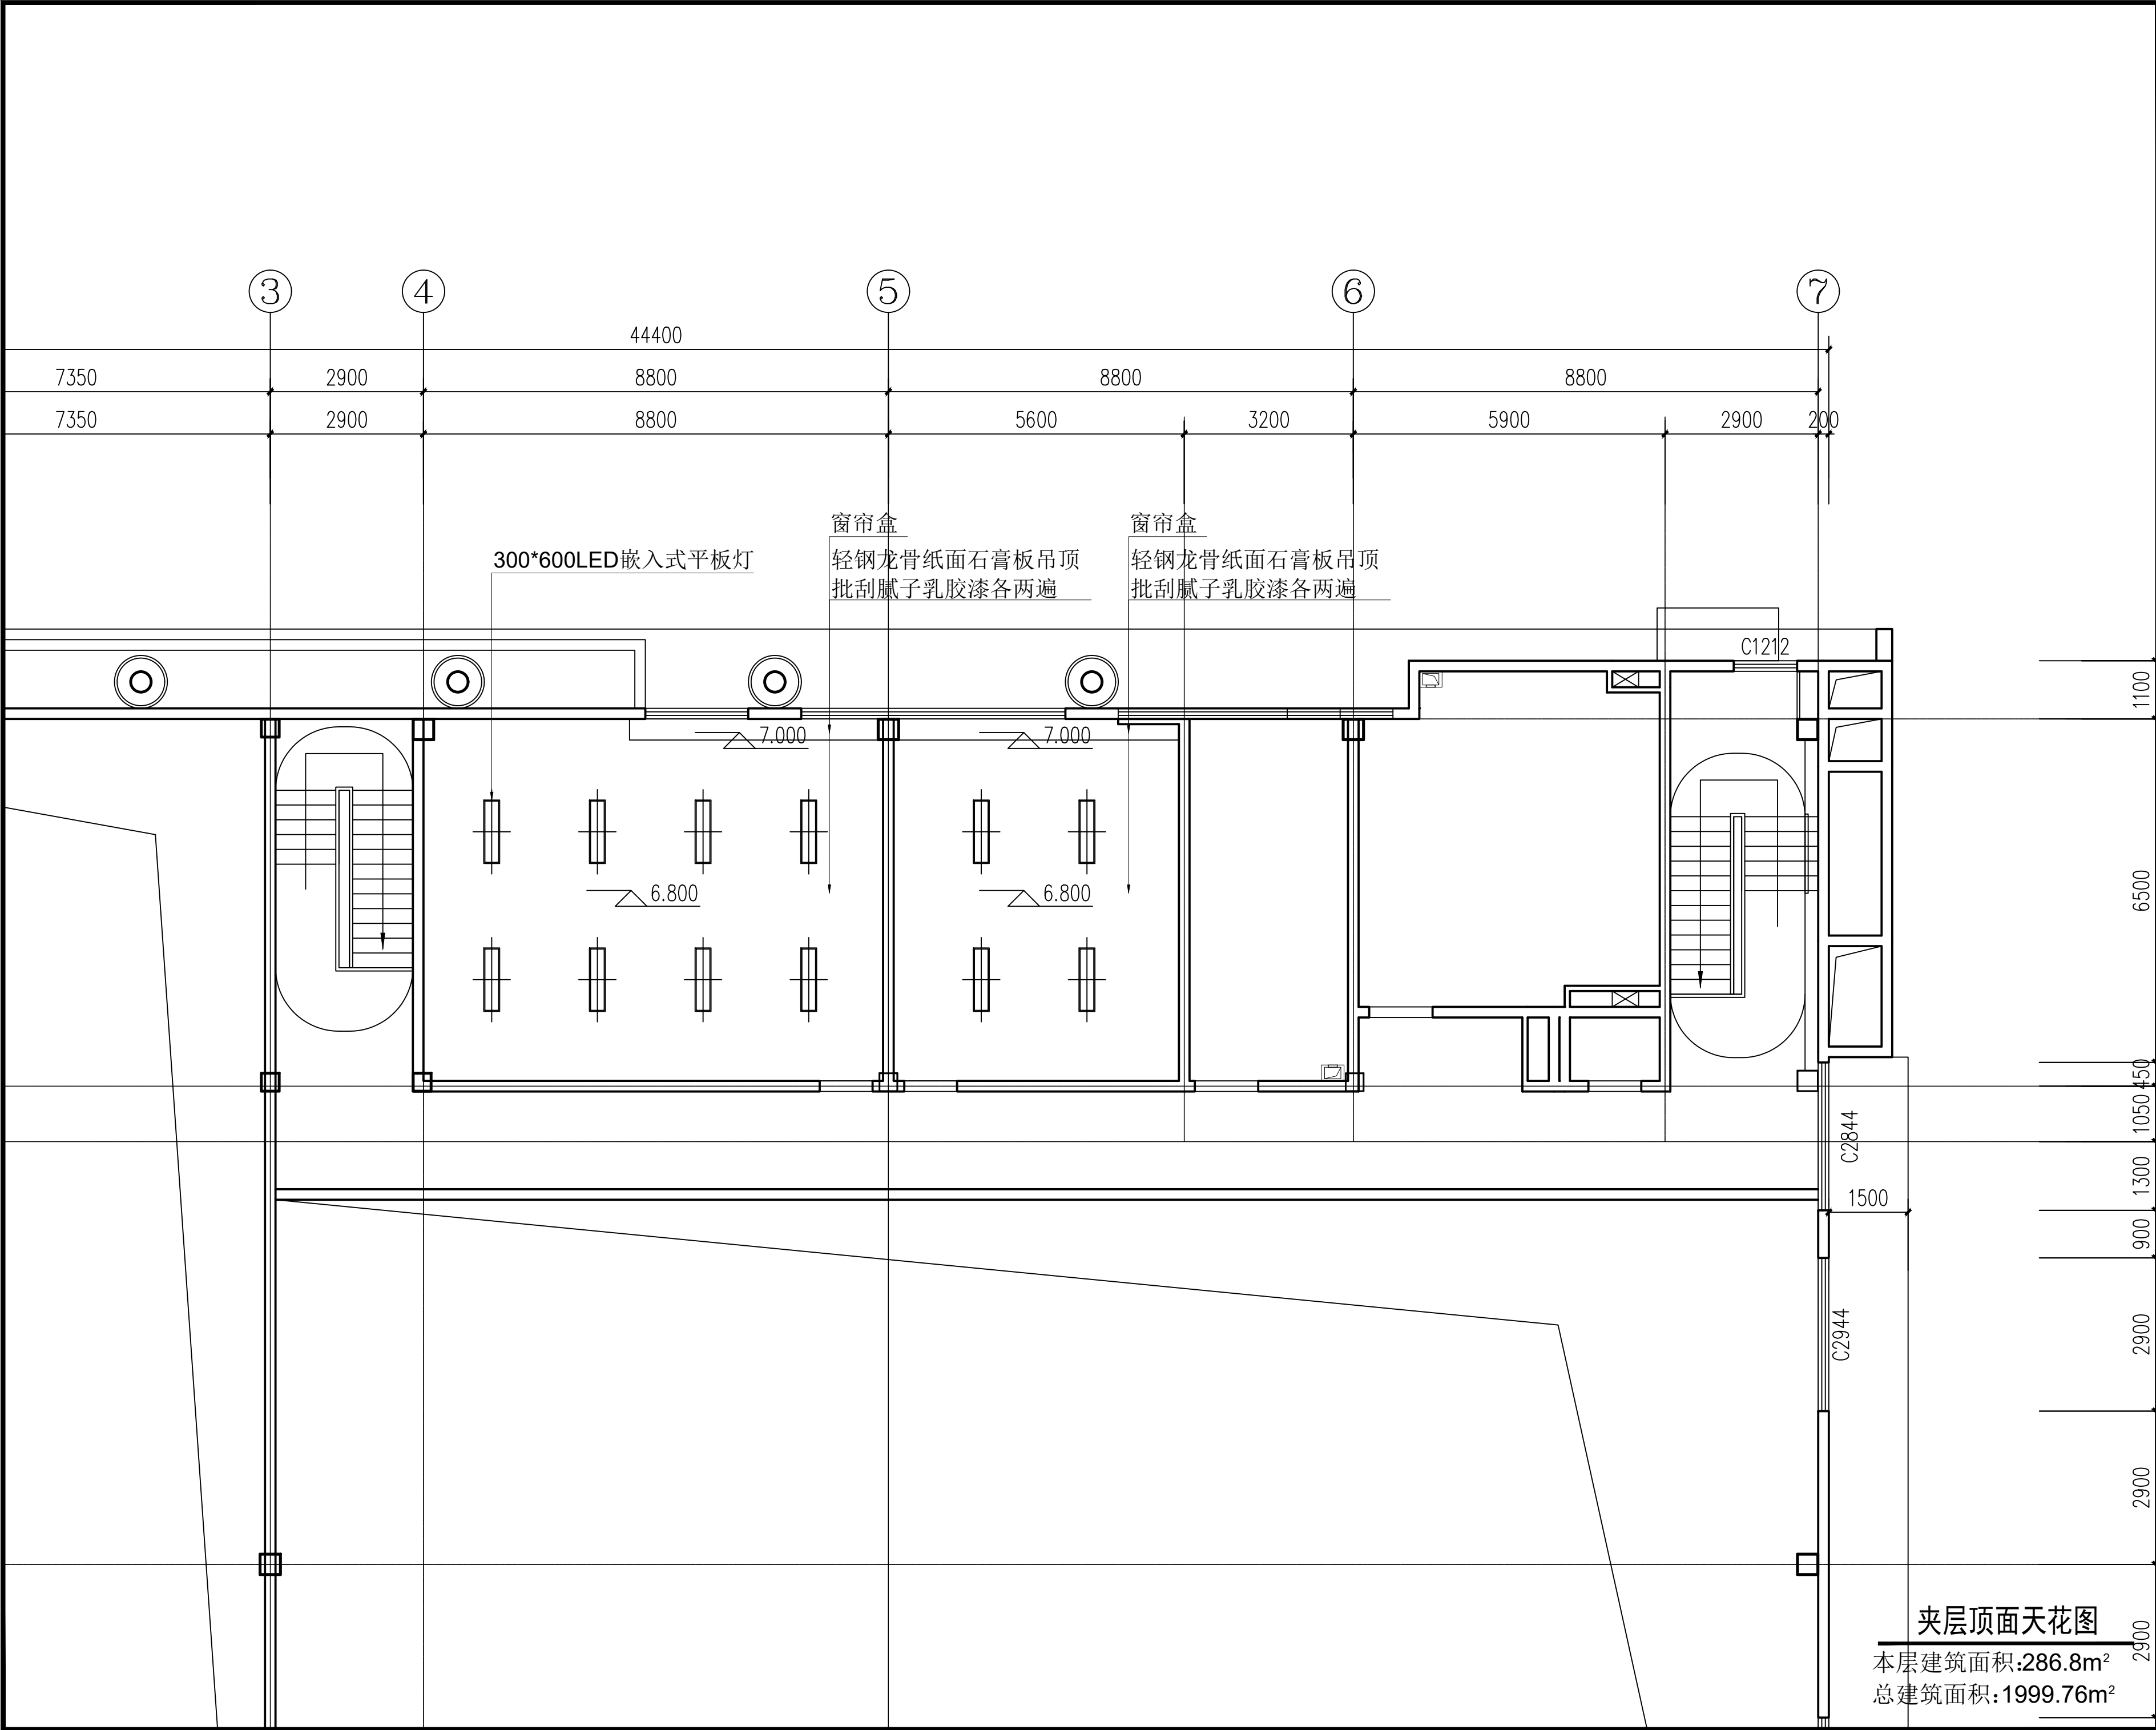 3 4 5 6 7
44400
7350 2900 8800 8800 8800
7350 2900 8800 5600 3200 5900 2900 200
窗帘盒 窗帘盒
300*600LED嵌入式平板灯 轻钢龙骨纸面石膏板吊顶 轻钢龙骨纸面石膏板吊顶
批刮腻子乳胶漆各两遍 批刮腻子乳胶漆各两遍
C1212
7.000 7.000
6.800 6.800
1100
6500
450
1050
1300
900
2900
2900
2900
C2844
1500
C2944
夹层顶面天花图
本层建筑面积:286.8m²
总建筑面积:1999.76m²